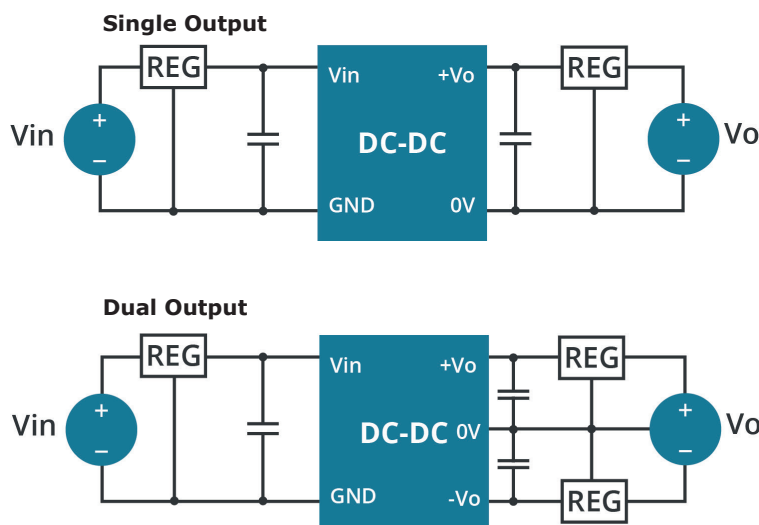 Single Output
REG
REG
Vin +Vo
Vin
DC-DC
Vo
+
+
−
−
GND 0V
Dual Output
REG
REG
Vin +Vo
Vin
+
+
DC-DC 0V
Vo
−
−
GND -Vo
REG